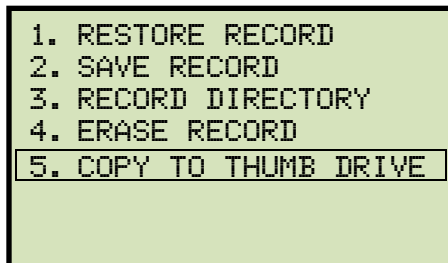 1. RESTORE RECORD
2. SAVE RECORD
3. RECORD DIRECTORY
4. ERASE RECORD
5. COPY TO THUMB DRIVE